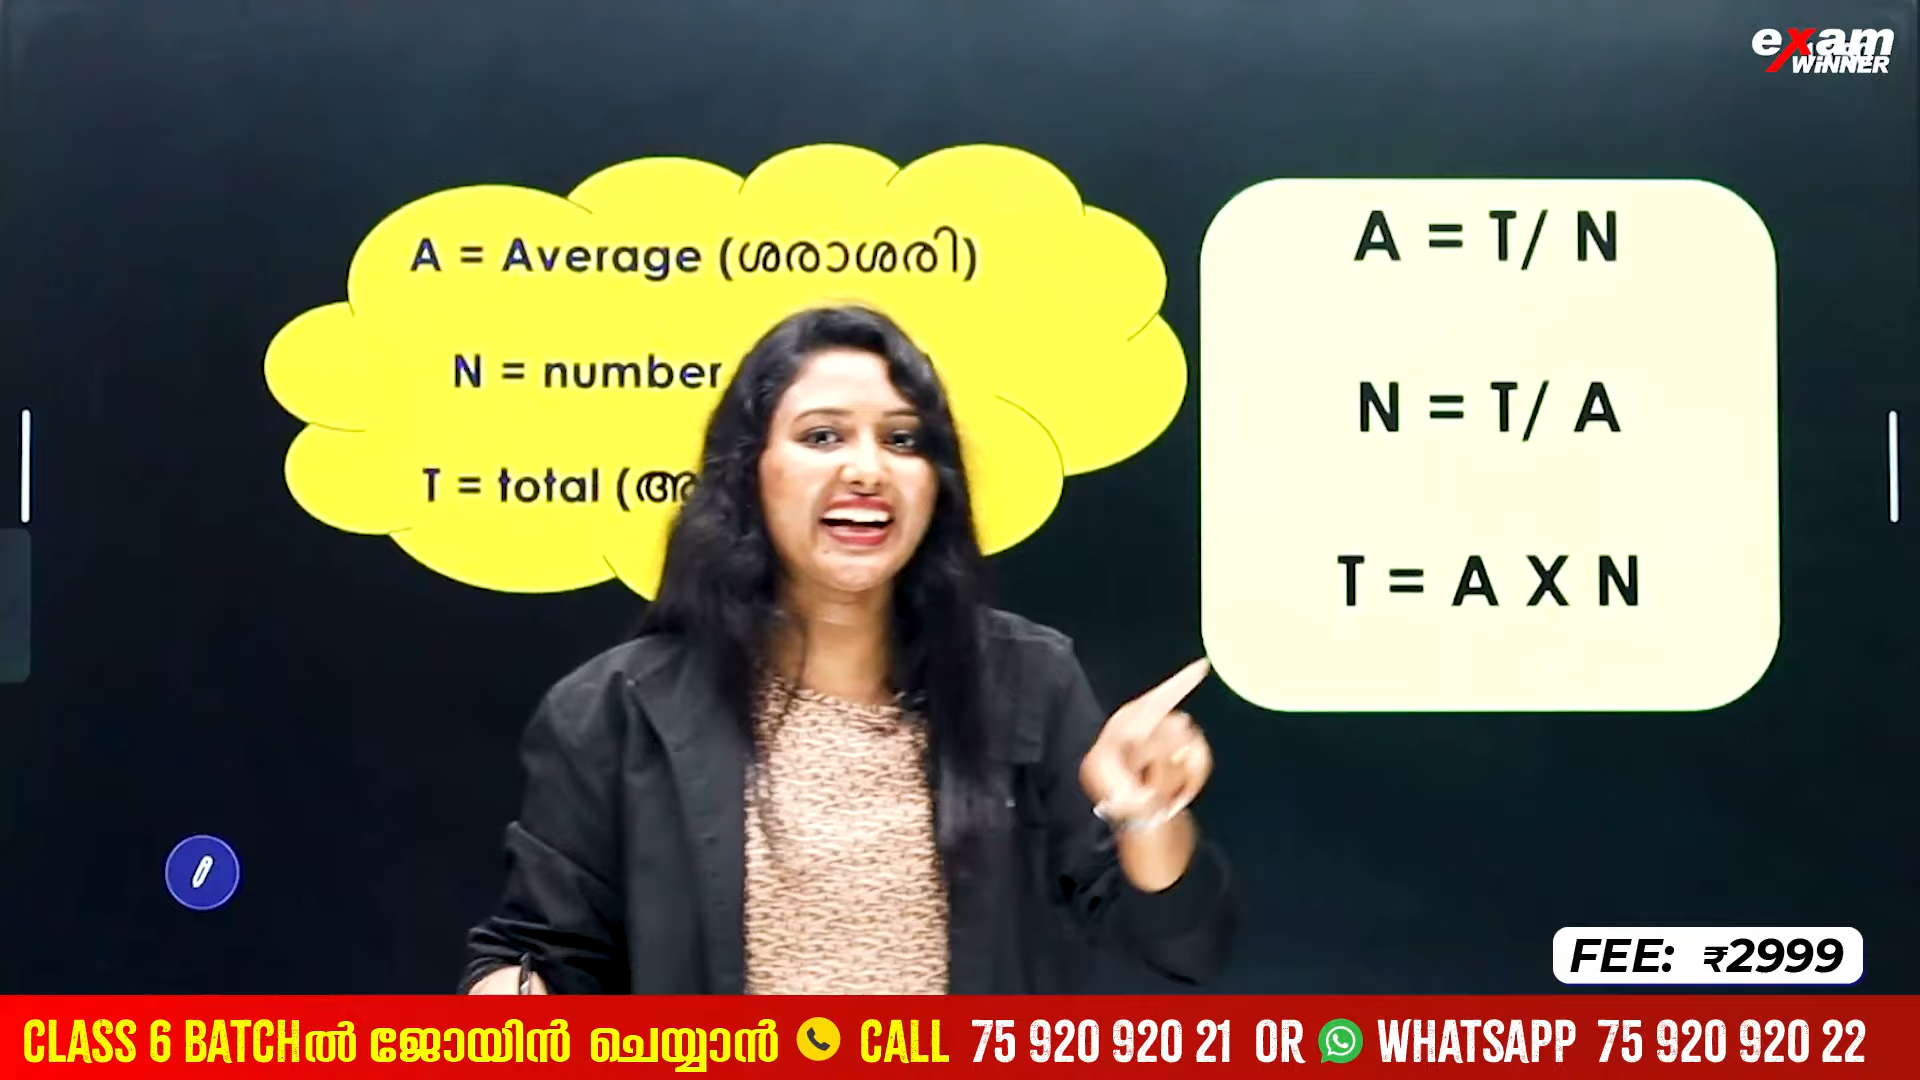 exam
WINNER
A = Average (ശരാശരി)
N = number
T = total
A = T/ N
N = T/ A
T = A X N
FEE: ₹2999
CLASS 6 BATCHൽ ജോയിൻ ചെയ്യാൻ CALL 75 920 920 21 OR WHATSAPP 75 920 920 22